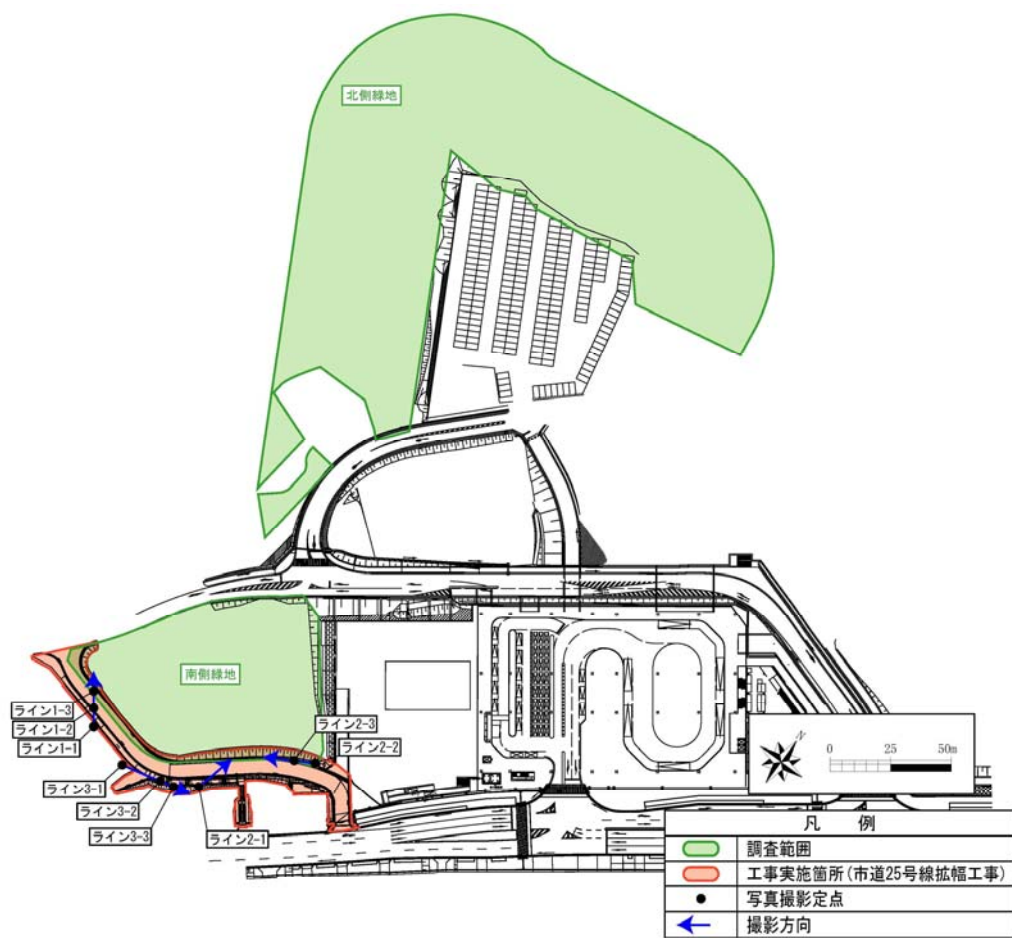 北側緑地
南側緑地
ライン1-3
ライン1-2
ライン1-1
ライン2-3
ライン2-2
ライン3-1
ライン3-2
ライン3-3
ライン2-1
N
0 25 50m
凡 例
調査範囲
工事実施箇所(市道25号線拡幅工事)
写真撮影定点
撮影方向